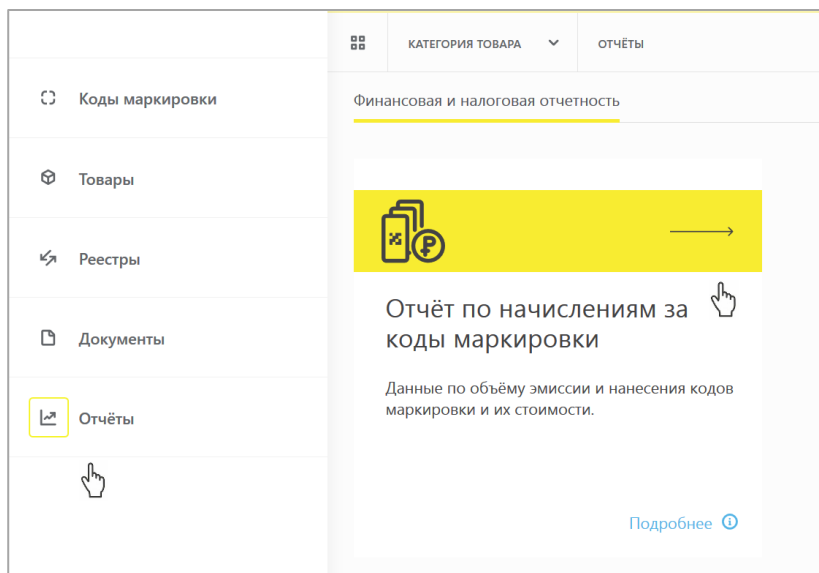 КАТЕГОРИЯ ТОВАРА
ОТЧЁТЫ
Коды маркировки
Товары
Реестры
Документы
Отчёты
Финансовая и налоговая отчетность
Отчёт по начислениям за
коды маркировки
Данные по объёму эмиссии и нанесения кодов
маркировки и их стоимости.
Подробнее